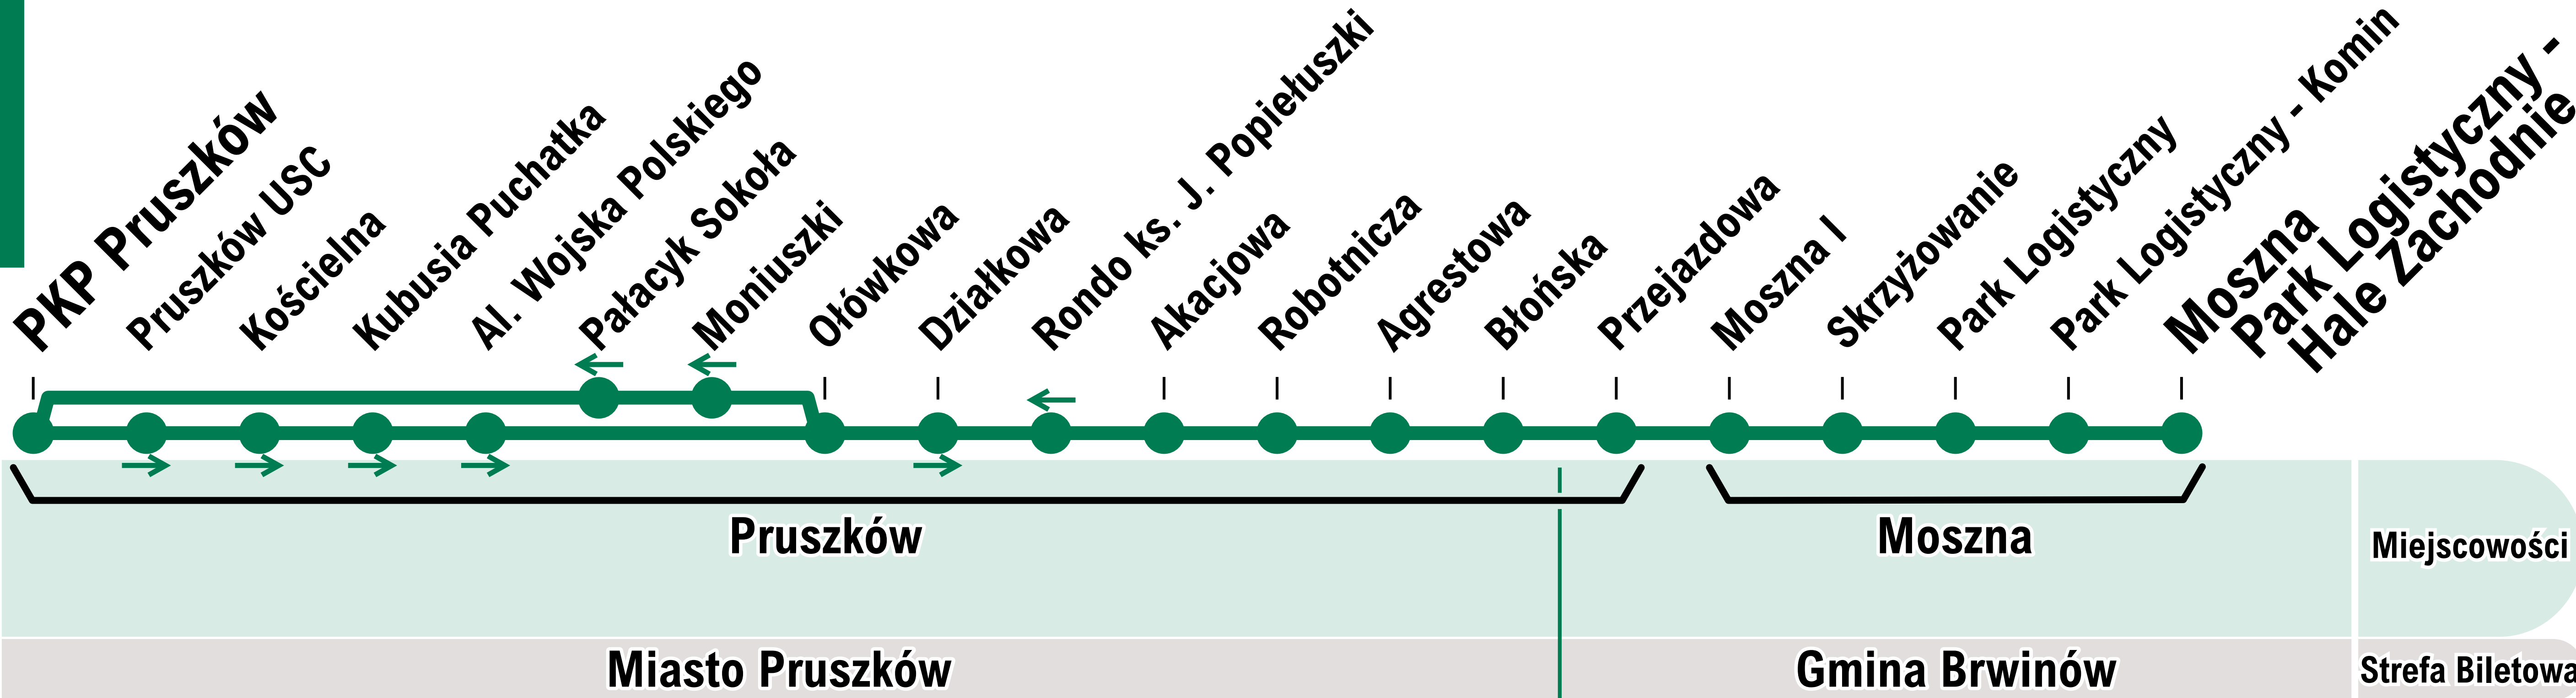 PKP Pruszków
Pruszków USC
Kościelna
Kubusia Puchatka
Al. Wojska Polskiego
Pałacyk Sokoła
Moniuszki
Ołówkowa
Działkowa
Rondo ks. J. Popiełuszki
Akacjowa
Robotnicza
Agrestowa
Błońska
Przejazdowa
Moszna I
Skrzyżowanie
Park Logistyczny
Park Logistyczny - Komin
Moszna
Park Logistyczny -
Hale Zachodnie
Pruszków
Moszna
Miejscowości
Miasto Pruszków
Gmina Brwinów
Strefa Biletowa